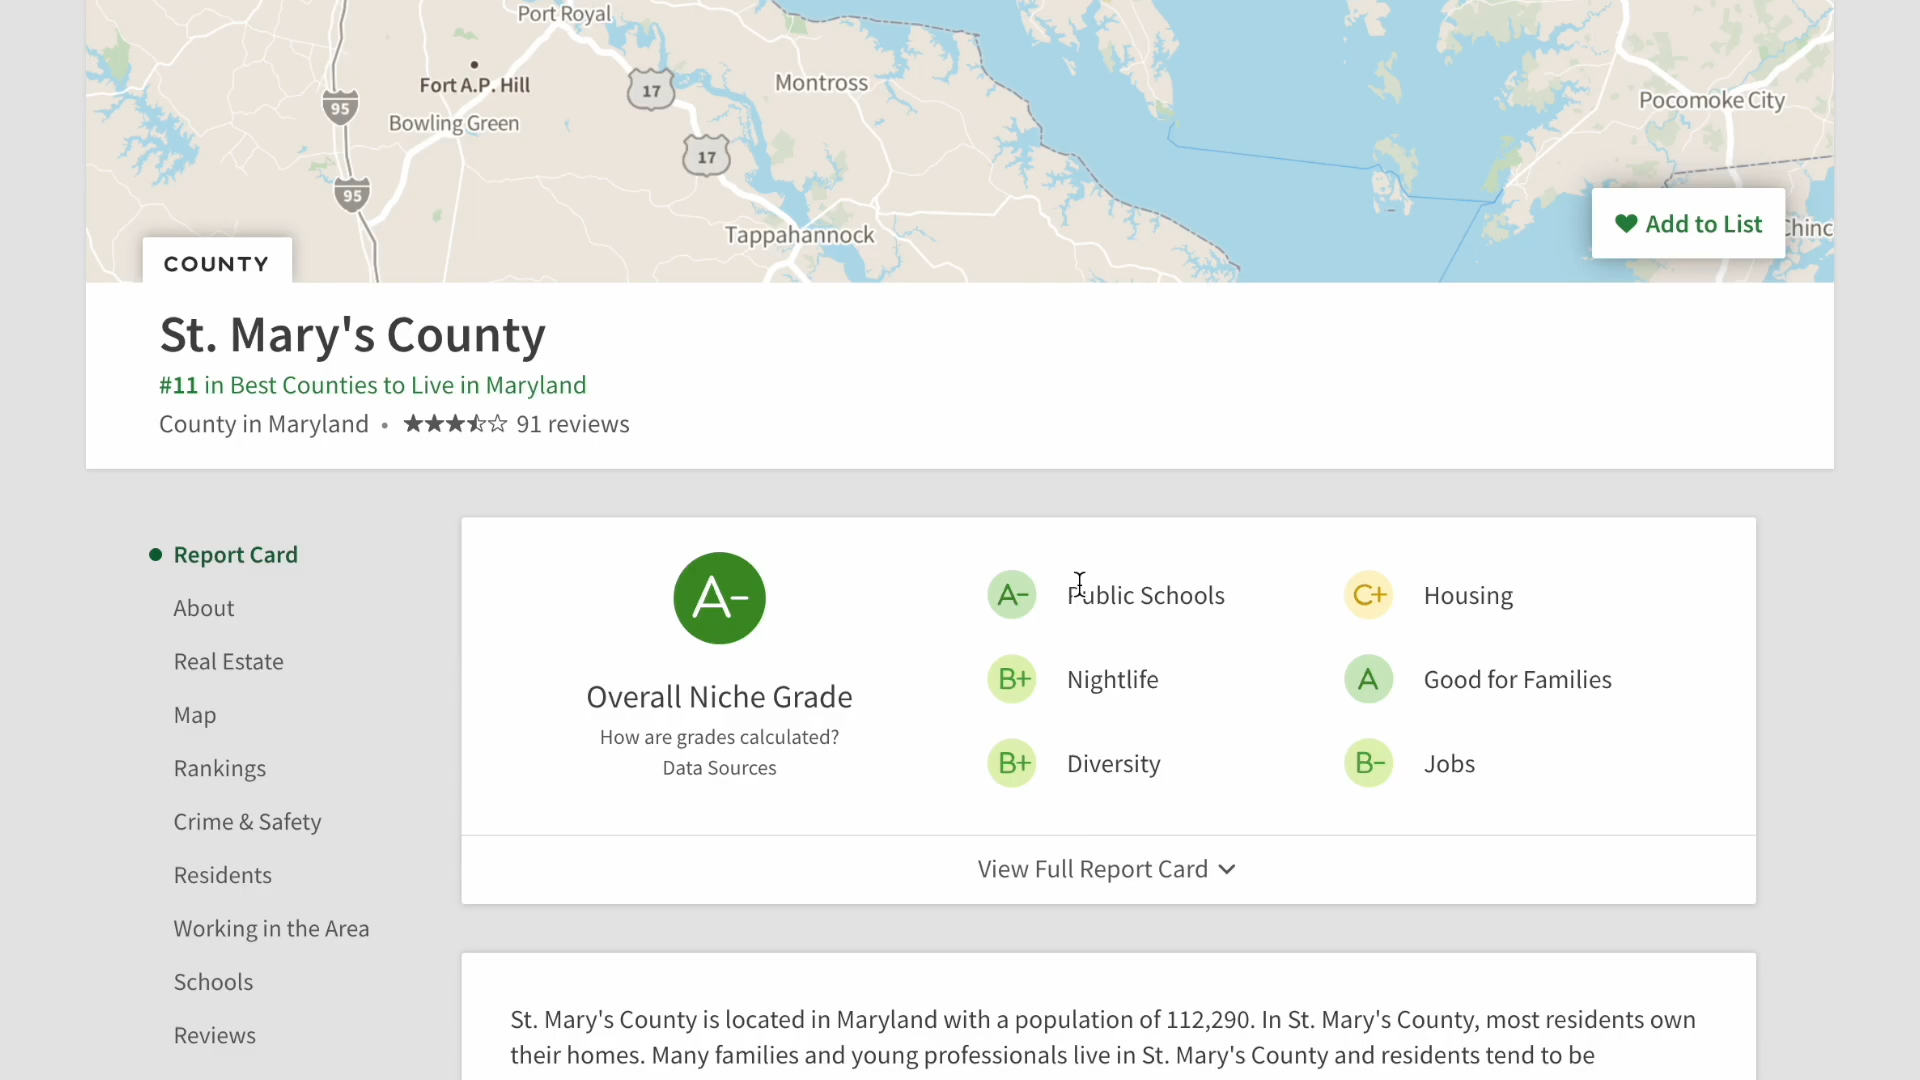 Port Royal
Fort A.P. Hill
95
Bowling Green
17
Montross
17
Pocomoke City
95
Tappahannock
Add to List
Chinc
COUNTY
St. Mary's County
#11 in Best Counties to Live in Maryland
County in Maryland • ★★★ 91 reviews
Report Card
About
Real Estate
Map
Rankings
Crime & Safety
Residents
Working in the Area
Schools
Reviews
A-
Overall Niche Grade
How are grades calculated?
Data Sources
A- Public Schools
C+ Housing
B+ Nightlife
A Good for Families
B+ Diversity
B- Jobs
View Full Report Card
St. Mary's County is located in Maryland with a population of 112,290. In St. Mary's County, most residents own
their homes. Many families and young professionals live in St. Mary's County and residents tend to be